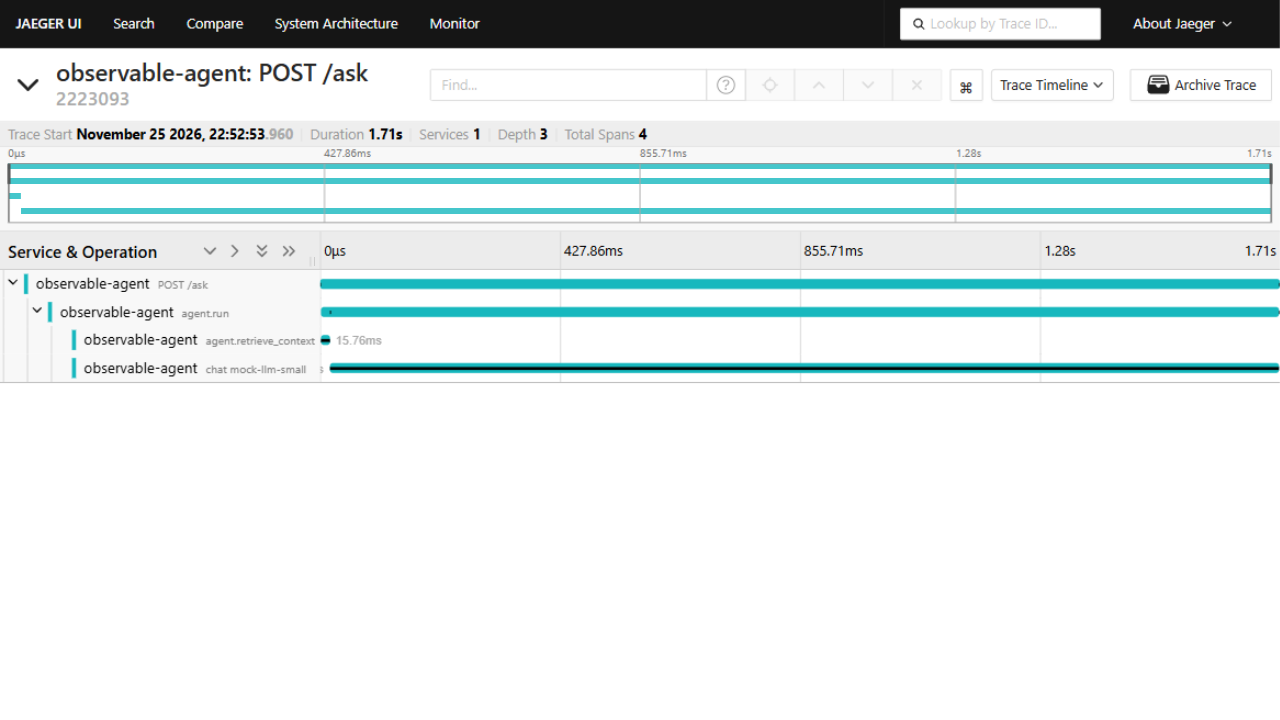 JAEGER UI Search Compare System Architecture Monitor Lookup by Trace ID... About Jaeger
observable-agent: POST /ask
2223093
Find... ? ⌘ Trace Timeline Archive Trace
Trace Start November 25 2026, 22:52:53.960 Duration 1.71s Services 1 Depth 3 Total Spans 4
0μs 427.86ms 855.71ms 1.28s 1.71s
Service & Operation 0μs 427.86ms 855.71ms 1.28s 1.71s
observable-agent POST /ask
observable-agent agent.run
observable-agent agent.retrieve_context 15.76ms
observable-agent chat mock-llm-small